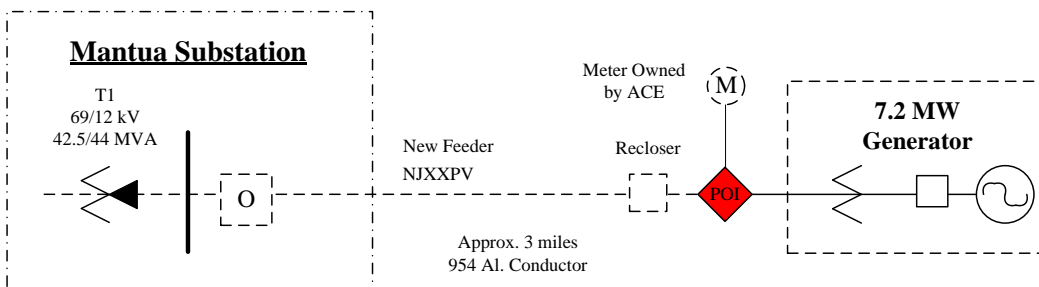 Mantua Substation
T1
69/12 kV
42.5/44 MVA
O
New Feeder
NJXXPV
Approx. 3 miles
954 Al. Conductor
Recloser
Meter Owned
by ACE
M
POI
7.2 MW
Generator